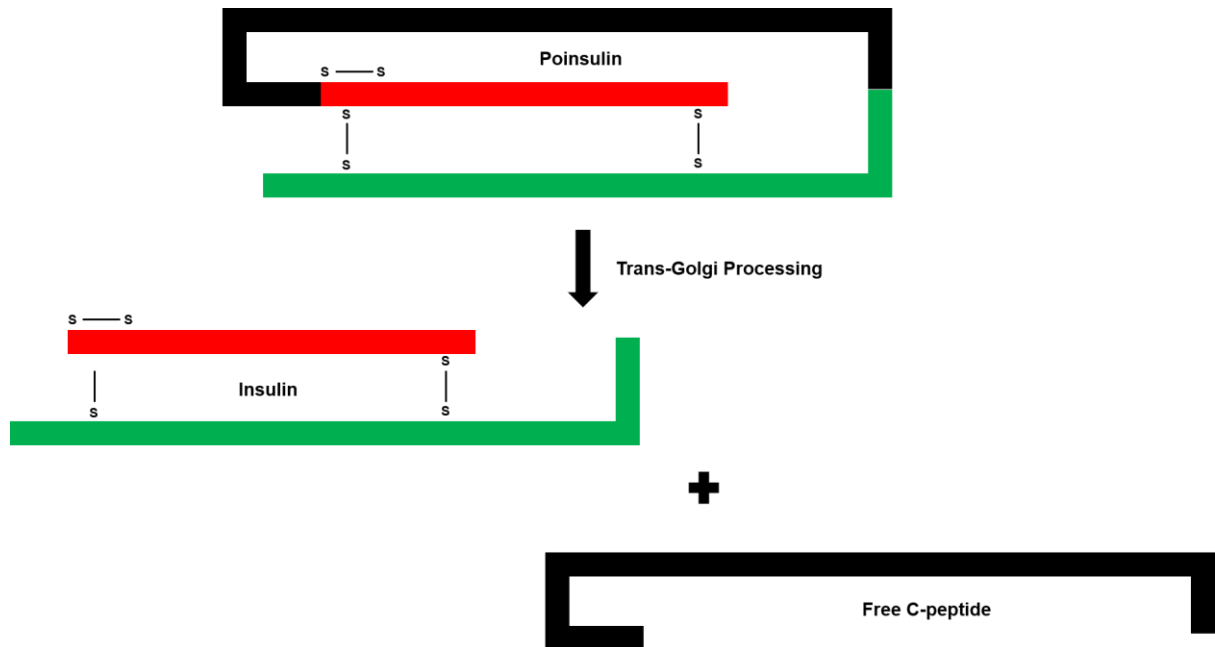 Poinsulin
S S
S S
S S
Trans-Golgi Processing
S S
S
Insulin
S S
Free C-peptide